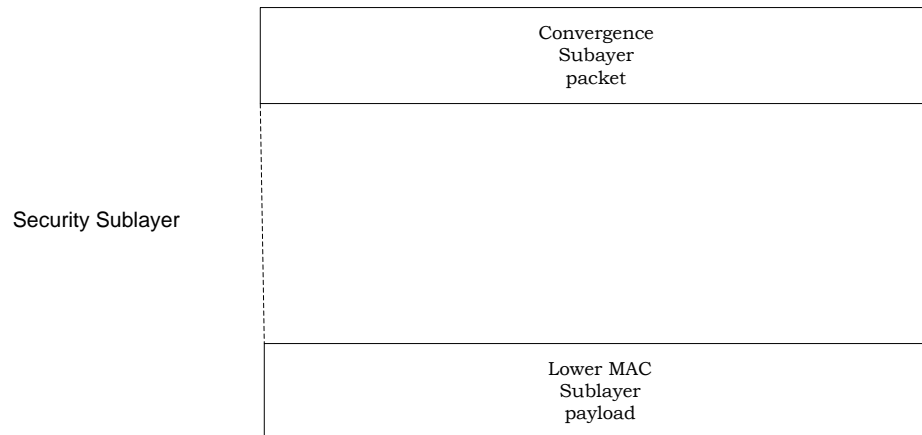 Convergence
Subayer
packet
Security Sublayer
Lower MAC
Sublayer
payload